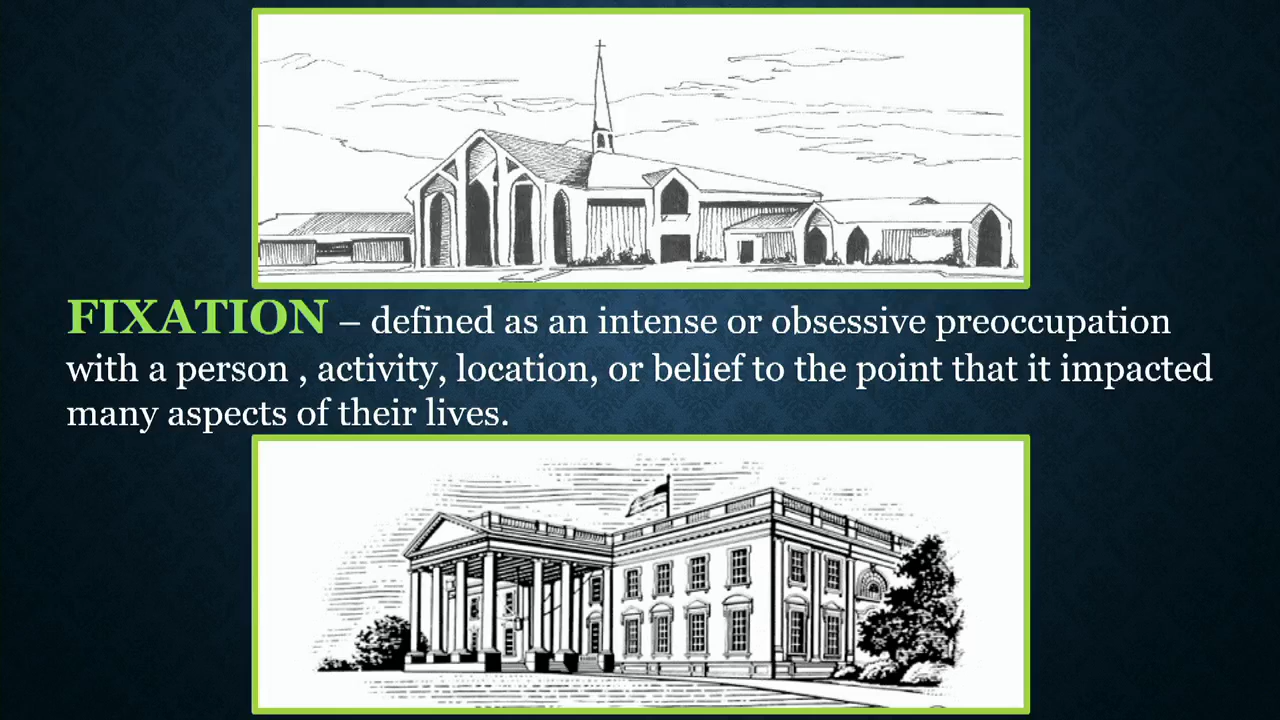 FIXATION – defined as an intense or obsessive preoccupation
with a person , activity, location, or belief to the point that it impacted
many aspects of their lives.